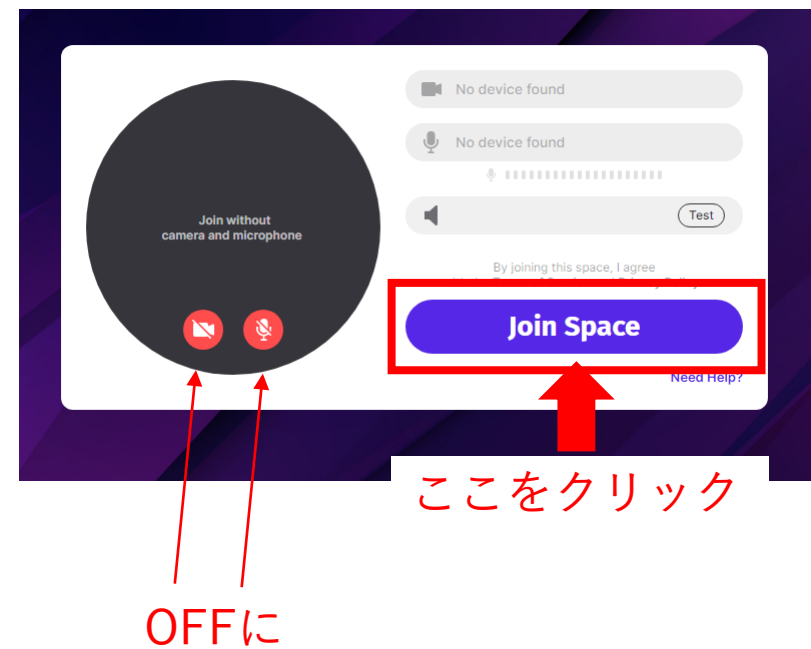 No device found
No device found
Join without
camera and microphone
Test
By joining this space, I agree
Join Space
Need Help?
ここをクリック
OFFに